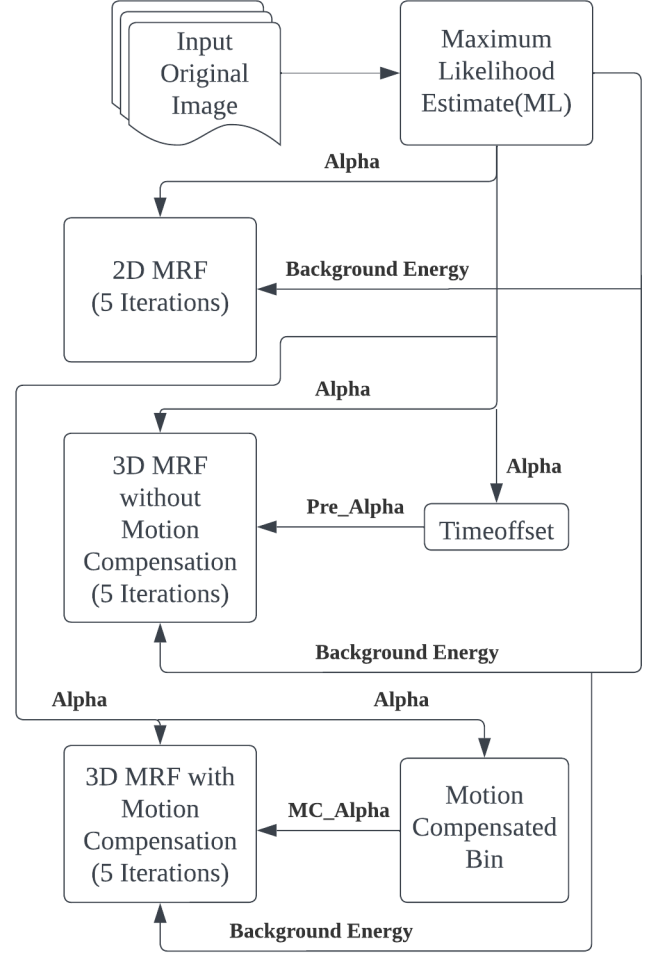 Input
Original
Image
Maximum
Likelihood
Estimate(ML)
Alpha
2D MRF
(5 Iterations)
Background Energy
Alpha
3D MRF
without
Motion
Compensation
(5 Iterations)
Alpha
Pre_Alpha
Timeoffset
Background Energy
Alpha
Alpha
3D MRF with
Motion
Compensation
(5 Iterations)
MC_Alpha
Motion
Compensated
Bin
Background Energy